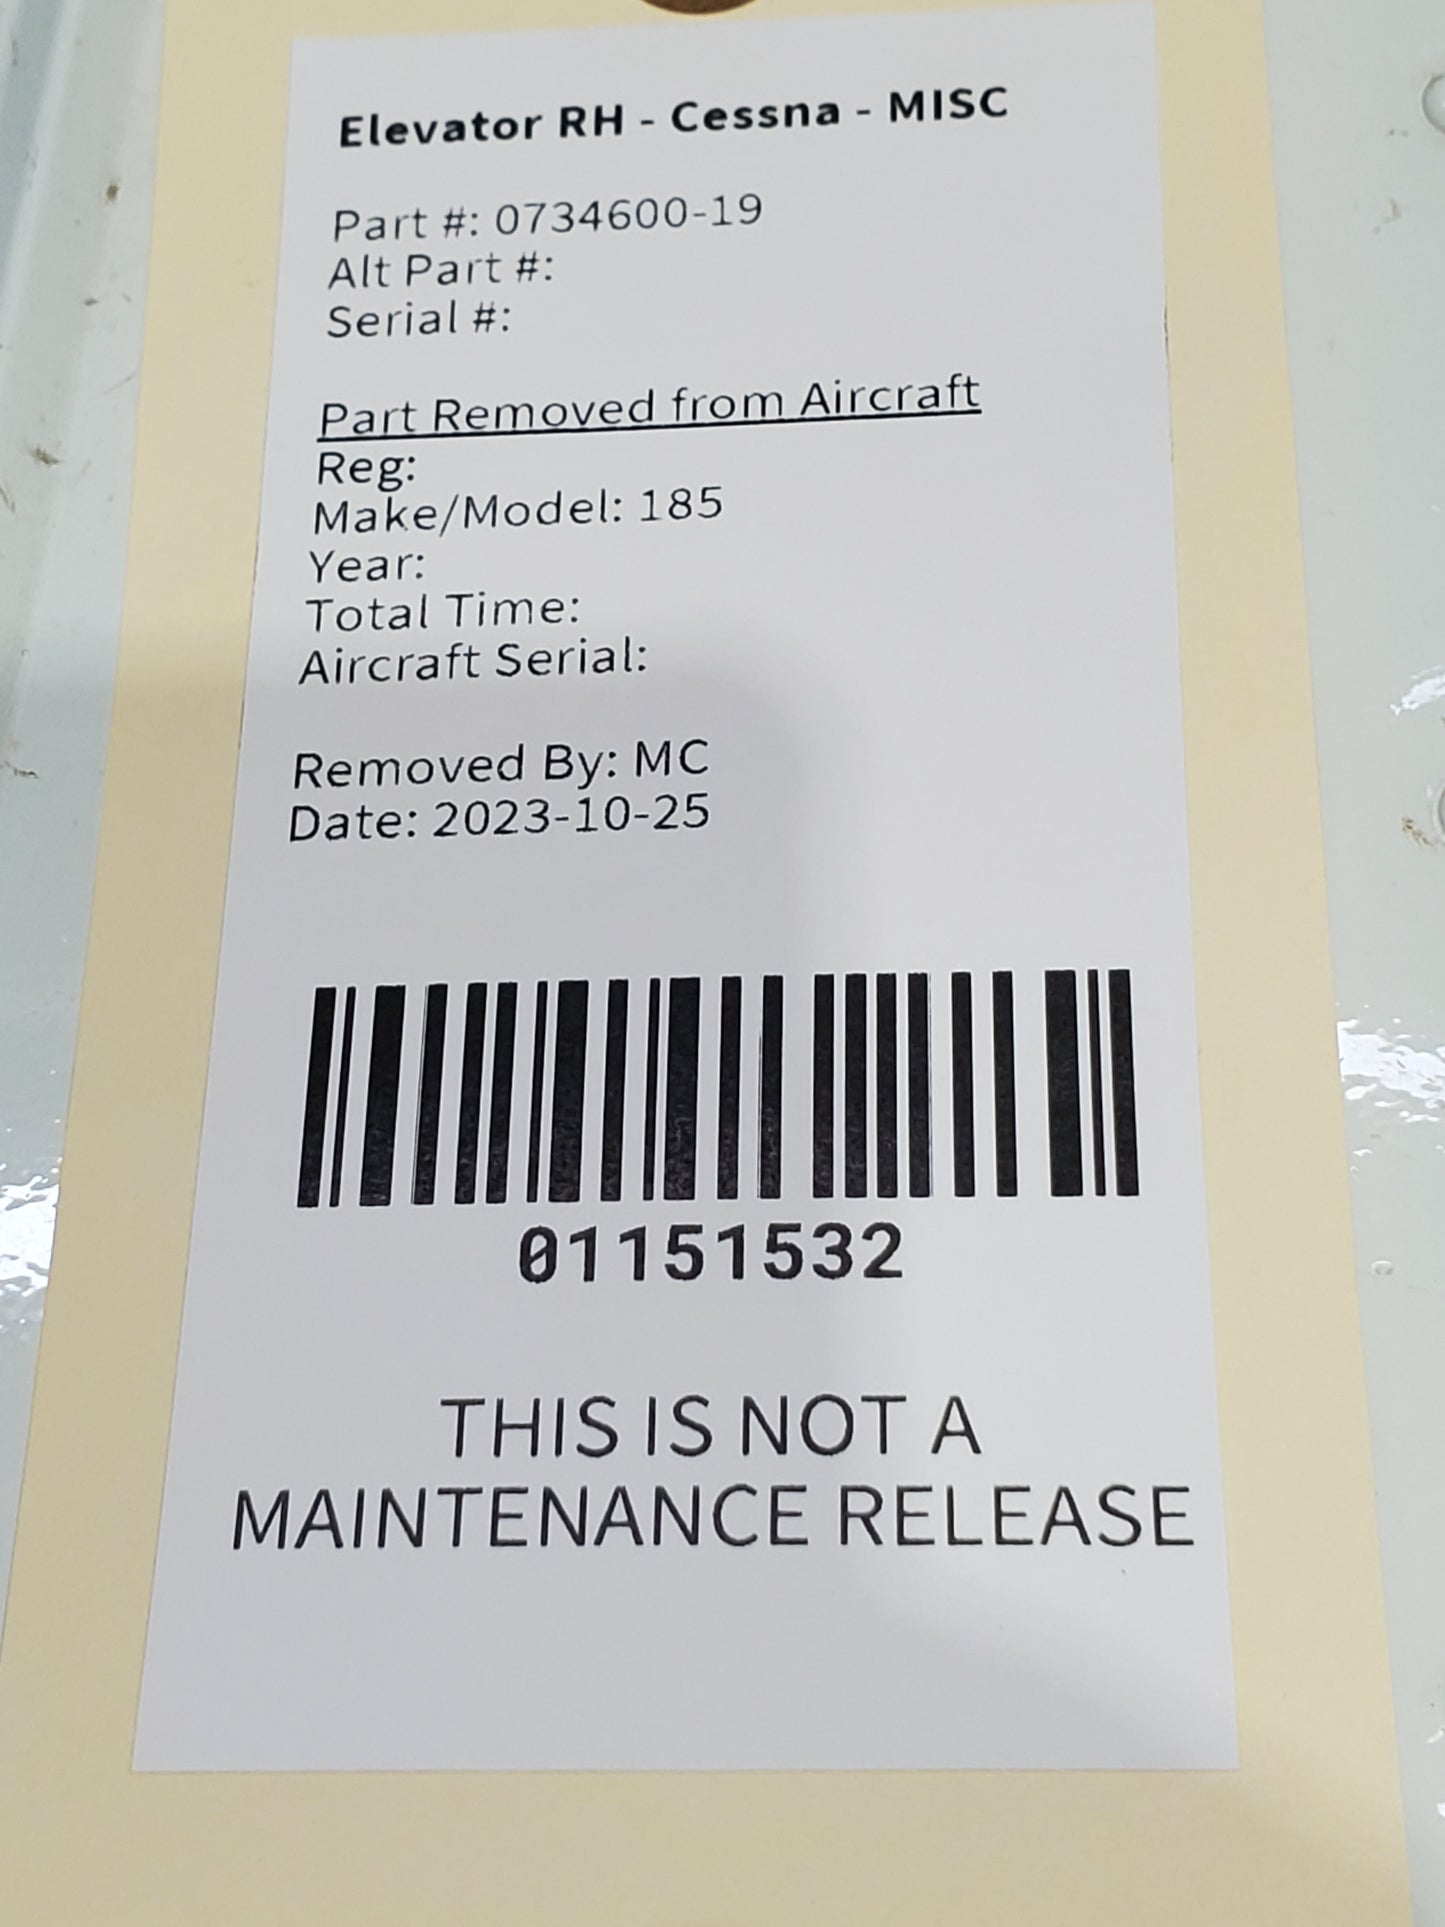 Elevator RH - Cessna - MISC
Part #: 0734600-19
Alt Part #:
Serial #:
Part Removed from Aircraft
Reg:
Make/Model: 185
Year:
Total Time:
Aircraft Serial:
Removed By: MC
Date: 2023-10-25
01151532
THIS IS NOT A
MAINTENANCE RELEASE